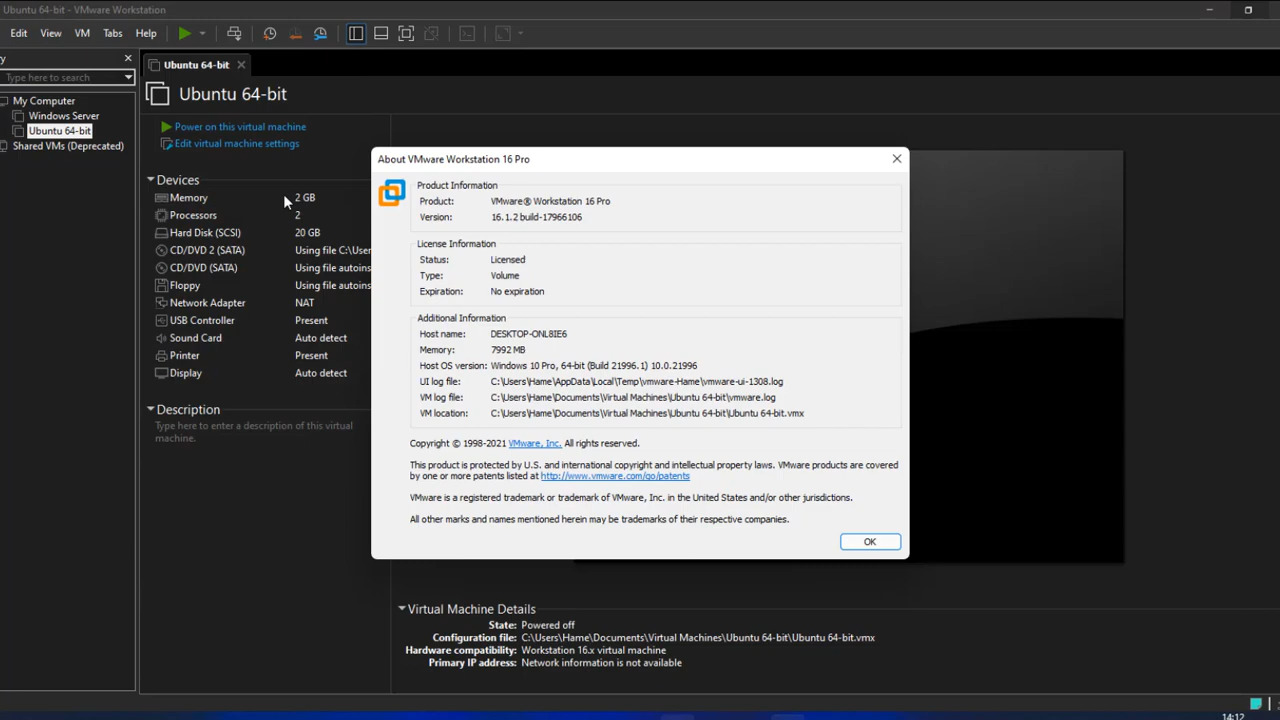 Ubuntu 64-bit - VMware Workstation
Edit View VM Tabs Help
y
Type here to search
My Computer
Windows Server
Ubuntu 64-bit
Shared VMs (Deprecated)
Ubuntu 64-bit
Ubuntu 64-bit
Power on this virtual machine
Edit virtual machine settings
Devices
Memory 2 GB
Processors 2
Hard Disk (SCSI) 20 GB
CD/DVD 2 (SATA) Using file C:\User
CD/DVD (SATA) Using file autoins
Floppy Using file autoins
Network Adapter NAT
USB Controller Present
Sound Card Auto detect
Printer Present
Display Auto detect
Description
Type here to enter a description of this virtual
machine.
About VMware Workstation 16 Pro
Product Information
Product: VMware® Workstation 16 Pro
Version: 16.1.2 build-17966106
License Information
Status: Licensed
Type: Volume
Expiration: No expiration
Additional Information
Host name: DESKTOP-ONL8IE6
Memory: 7992 MB
Host OS version: Windows 10 Pro, 64-bit (Build 21996.1) 10.0.21996
UI log file: C:\Users\Hame\AppData\Local\Temp\vmware-Hame\vmware-ui-1308.log
VM log file: C:\Users\Hame\Documents\Virtual Machines\Ubuntu 64-bit\vmware.log
VM location: C:\Users\Hame\Documents\Virtual Machines\Ubuntu 64-bit\Ubuntu 64-bit.vmx
Copyright © 1998-2021 VMware, Inc. All rights reserved.
This product is protected by U.S. and international copyright and intellectual property laws. VMware products are covered
by one or more patents listed at http://www.vmware.com/go/patents
VMware is a registered trademark or trademark of VMware, Inc. in the United States and/or other jurisdictions.
All other marks and names mentioned herein may be trademarks of their respective companies.
OK
Virtual Machine Details
State: Powered off
Configuration file: C:\Users\Hame\Documents\Virtual Machines\Ubuntu 64-bit\Ubuntu 64-bit.vmx
Hardware compatibility: Workstation 16.x virtual machine
Primary IP address: Network information is not available
14:12